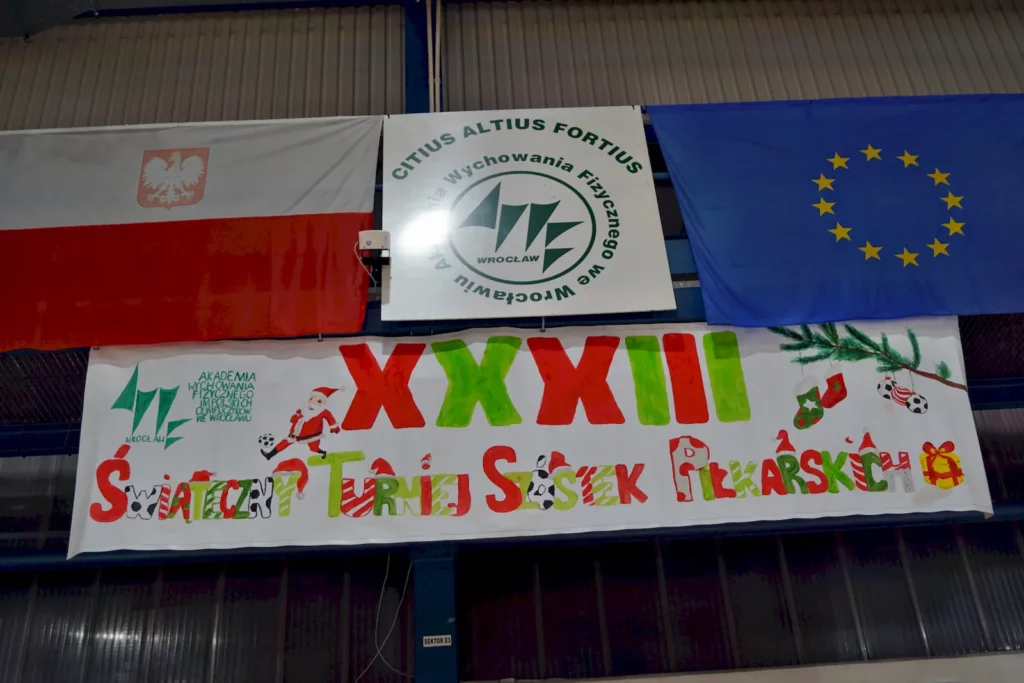 CITIUS ALTIUS FORTIUS
Akademia Wychowania Fizycznego we Wrocławiu
WROCŁAW
XXXIII
AKADEMIA
WYCHOWANIA
FIZYCZNEGO
IM. POLSKICH
OLIMPIJCZYKÓW
WE WROCŁAWIU
WROCŁAW
ŚWIĄTECZNY TURNIEJ SZÓSTEK PIŁKARSKICH
SEKTOR E3